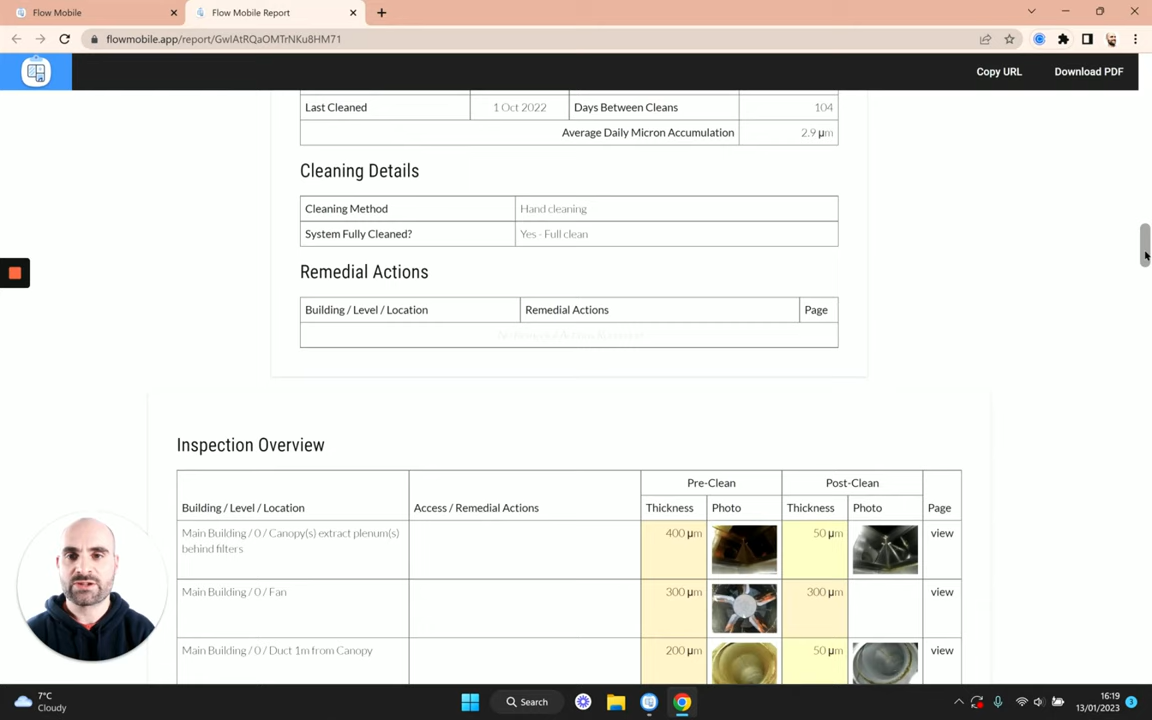 Flow Mobile
Flow Mobile Report
flowmobile.app/report/GwIAtRQaOMTrNKu8HM71
Copy URL
Download PDF
Last Cleaned
1 Oct 2022
Days Between Cleans
104
Average Daily Micron Accumulation
2.9 µm
Cleaning Details
Cleaning Method
Hand cleaning
System Fully Cleaned?
Yes - Full clean
Remedial Actions
Building / Level / Location
Remedial Actions
Page
Inspection Overview
Building / Level / Location
Access / Remedial Actions
Pre-Clean
Post-Clean
Thickness
Photo
Thickness
Photo
Page
Main Building / 0 / Canopy(s) extract plenum(s)
behind filters
400 µm
50 µm
view
Main Building / 0 / Fan
300 µm
300 µm
view
Main Building / 0 / Duct 1m from Canopy
200 µm
50 µm
view
7°C
Cloudy
Search
16:19
13/01/2023
3